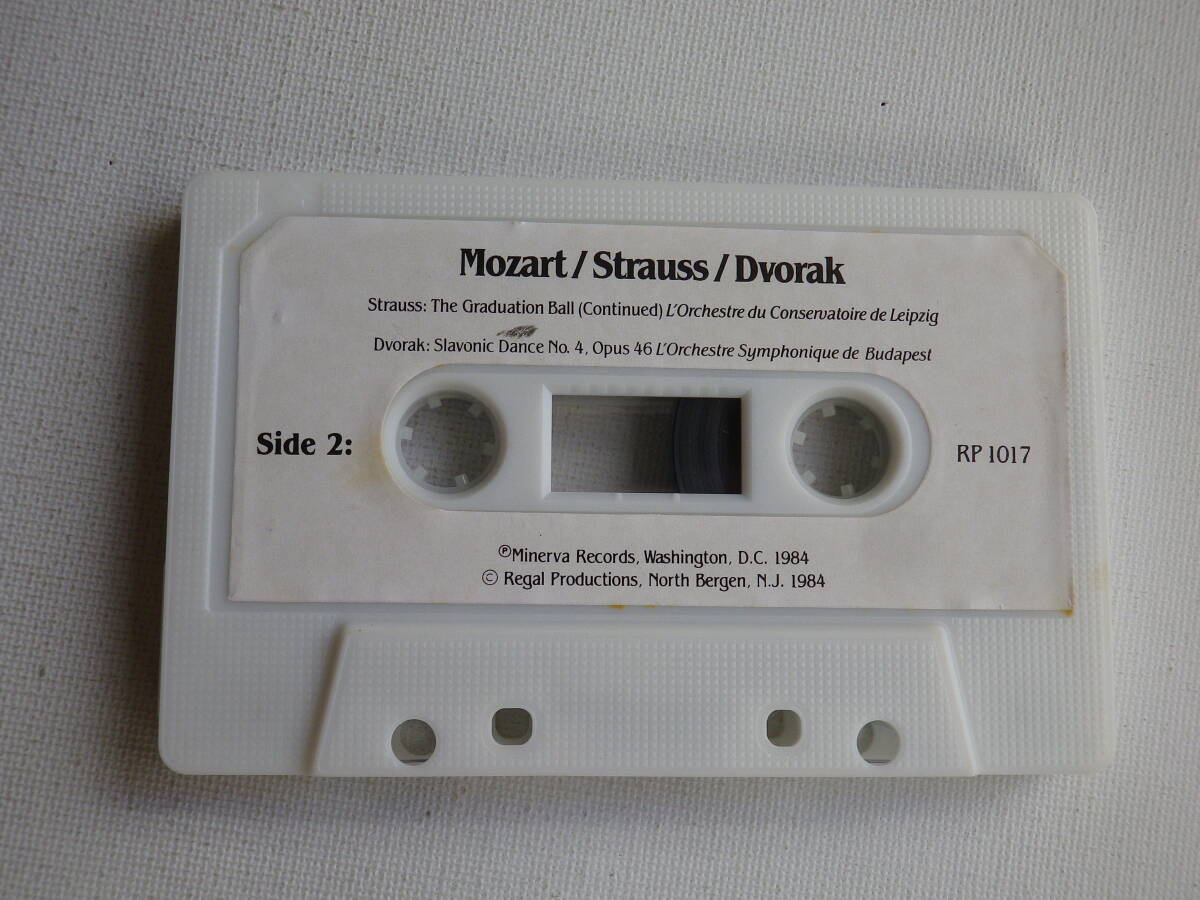 Mozart/Strauss/Dvorak
Strauss: The Graduation Ball (Continued) L'Orchestre du Conservatoire de Leipzig
Dvorak: Slavonic Dance No. 4, Opus 46 L'Orchestre Symphonique de Budapest
Side 2:
RP 1017
℗Minerva Records, Washington, D.C. 1984
© Regal Productions, North Bergen, N.J. 1984